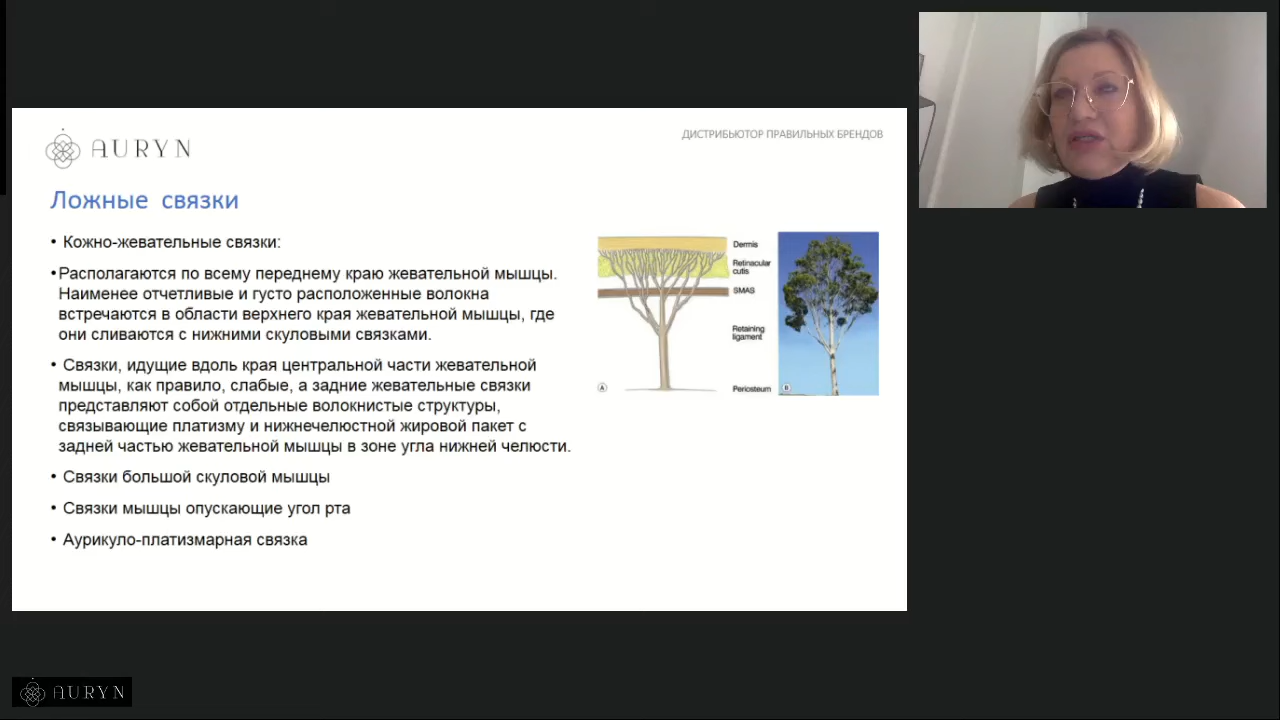 AURYN
ДИСТРИБЬЮТОР ПРАВИЛЬНЫХ БРЕНДОВ
Ложные связки
• Кожно-жевательные связки:
• Располагаются по всему переднему краю жевательной мышцы.
Наименее отчетливые и густо расположенные волокна
встречаются в области верхнего края жевательной мышцы, где
они сливаются с нижними скуловыми связками.
• Связки, идущие вдоль края центральной части жевательной
мышцы, как правило, слабые, а задние жевательные связки
представляют собой отдельные волокнистые структуры,
связывающие платизму и нижнечелюстной жировой пакет с
задней частью жевательной мышцы в зоне угла нижней челюсти.
• Связки большой скуловой мышцы
• Связки мышцы опускающие угол рта
• Аурикуло-платизмарная связка
Dermis
Retinacular
cutis
SMAS
Retaining
ligament
Periosteum
A
B
AURYN